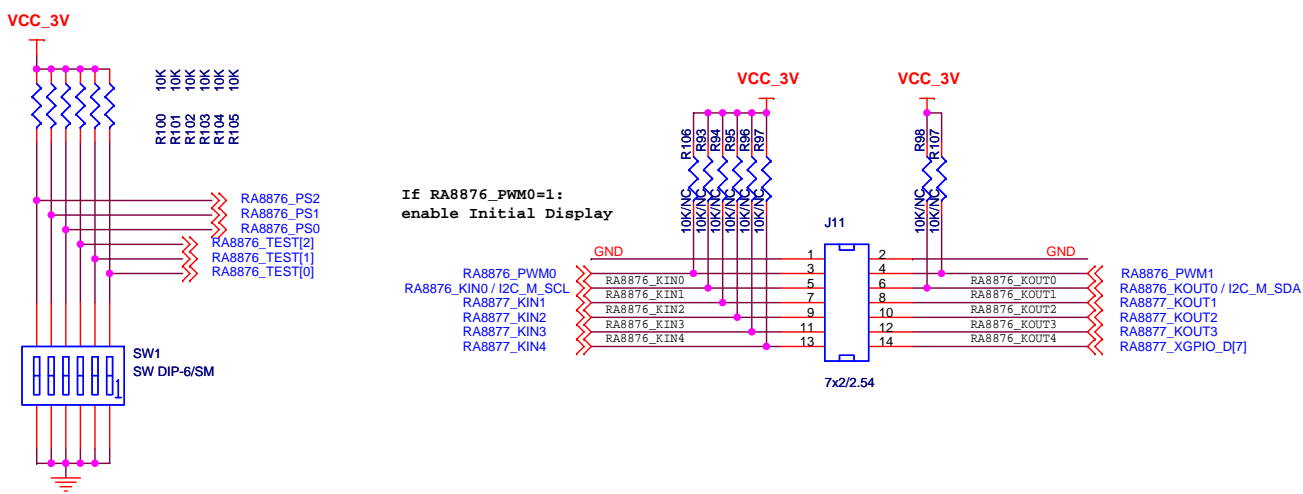 VCC_3V
R100 10K
R101 10K
R102 10K
R103 10K
R104 10K
R105 10K
RA8876_PS2
RA8876_PS1
RA8876_PS0
RA8876_TEST[2]
RA8876_TEST[1]
RA8876_TEST[0]
SW1
SW DIP-6/SM
1
If RA8876_PWM0=1:
enable Initial Display
VCC_3V
R106 10K/NC
R93 10K/NC
R94 10K/NC
R95 10K/NC
R96 10K/NC
R97 10K/NC
VCC_3V
R98 10K/NC
R107 10K/NC
J11
GND 1 2 GND
RA8876_PWM0 3 4 RA8876_PWM1
RA8876_KIN0 / I2C_M_SCL RA8876_KIN0 5 6 RA8876_KOUT0 RA8876_KOUT0 / I2C_M_SDA
RA8877_KIN1 RA8876_KIN1 7 8 RA8876_KOUT1 RA8877_KOUT1
RA8877_KIN2 RA8876_KIN2 9 10 RA8876_KOUT2 RA8877_KOUT2
RA8877_KIN3 RA8876_KIN3 11 12 RA8876_KOUT3 RA8877_KOUT3
RA8877_KIN4 RA8876_KIN4 13 14 RA8876_KOUT4 RA8877_XGPIO_D[7]
7x2/2.54